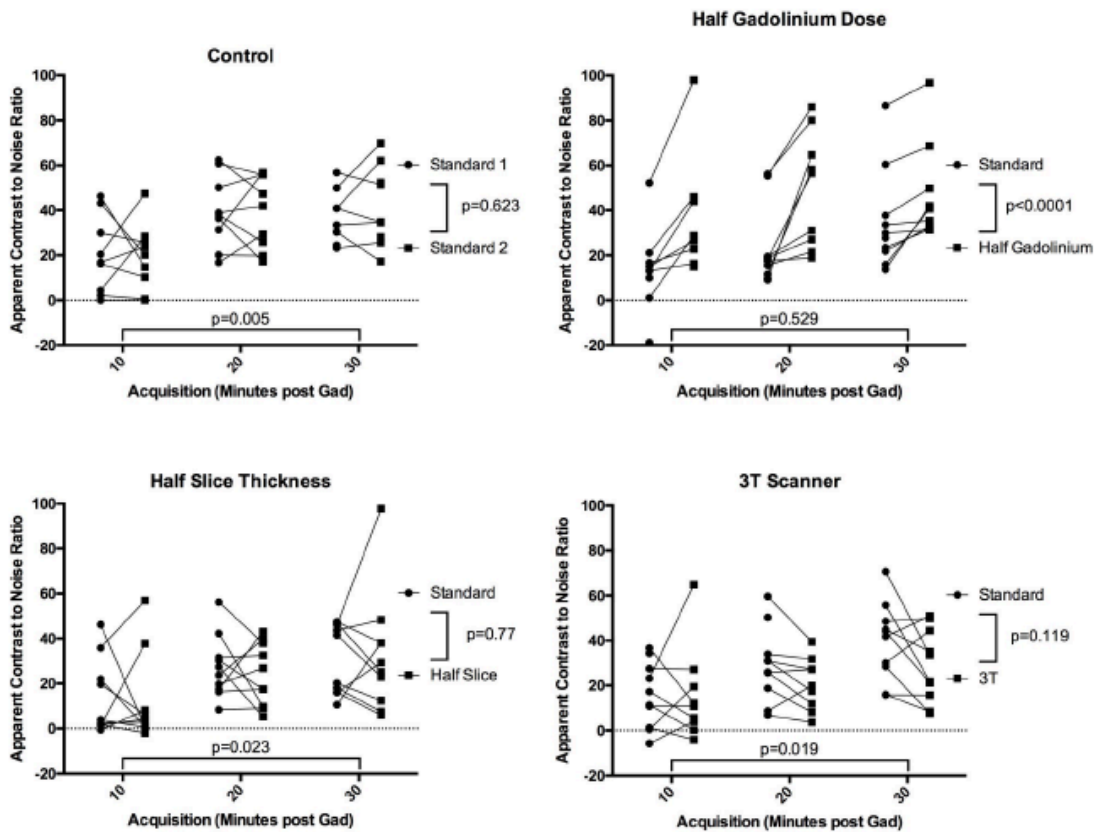 Control
Apparent Contrast to Noise Ratio
100
80
60
40
20
0
-20
Standard 1
p=0.623
Standard 2
p=0.005
10
20
30
Acquisition (Minutes post Gad)
Half Gadolinium Dose
Apparent Contrast to Noise Ratio
100
80
60
40
20
0
-20
Standard
p<0.0001
Half Gadolinium
p=0.529
10
20
30
Acquisition (Minutes post Gad)
Half Slice Thickness
Apparent Contrast to Noise Ratio
100
80
60
40
20
0
-20
Standard
p=0.77
Half Slice
p=0.023
10
20
30
Acquisition (Minutes post Gad)
3T Scanner
Apparent Contrast to Noise Ratio
100
80
60
40
20
0
-20
Standard
p=0.119
3T
p=0.019
10
20
30
Acquisition (Minutes post Gad)